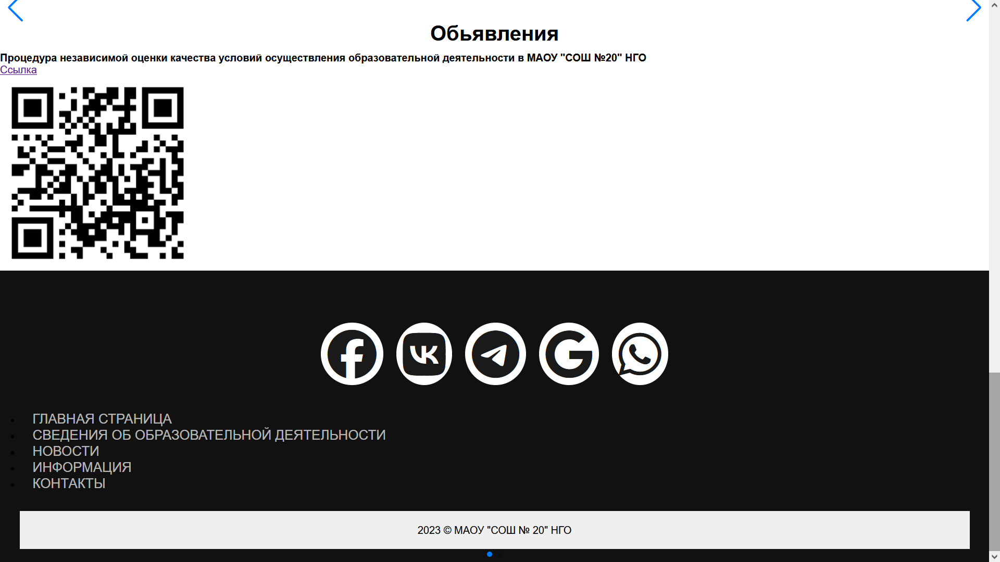 Обьявления
Процедура независимой оценки качества условий осуществления образовательной деятельности в МАОУ "СОШ №20" НГО
Ссылка
ГЛАВНАЯ СТРАНИЦА
СВЕДЕНИЯ ОБ ОБРАЗОВАТЕЛЬНОЙ ДЕЯТЕЛЬНОСТИ
НОВОСТИ
ИНФОРМАЦИЯ
КОНТАКТЫ
2023 © МАОУ "СОШ № 20" НГО